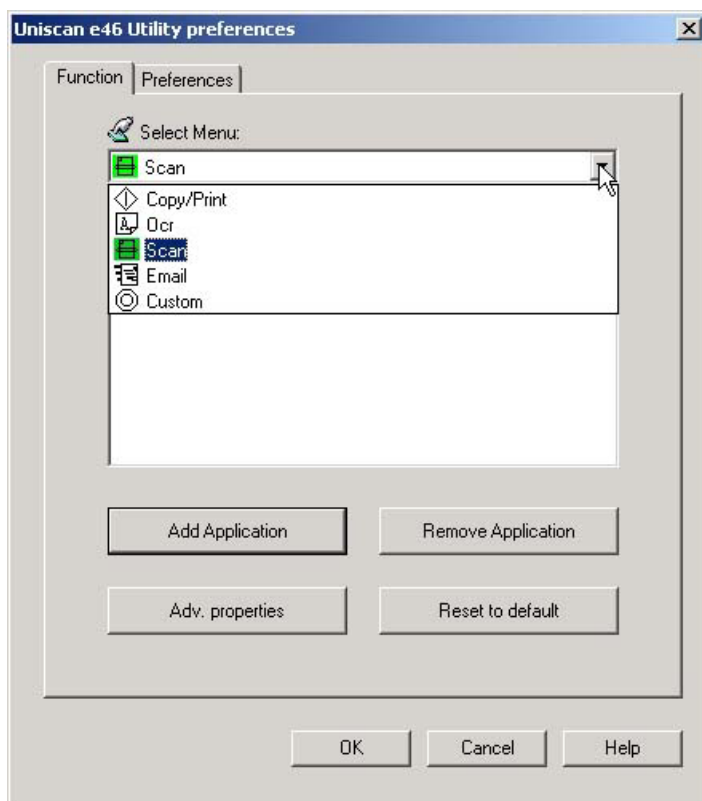 Uniscan e46 Utility preferences
Function Preferences
Select Menu:
Scan
Copy/Print
Ocr
Scan
Email
Custom
Add Application Remove Application
Adv. properties Reset to default
OK Cancel Help